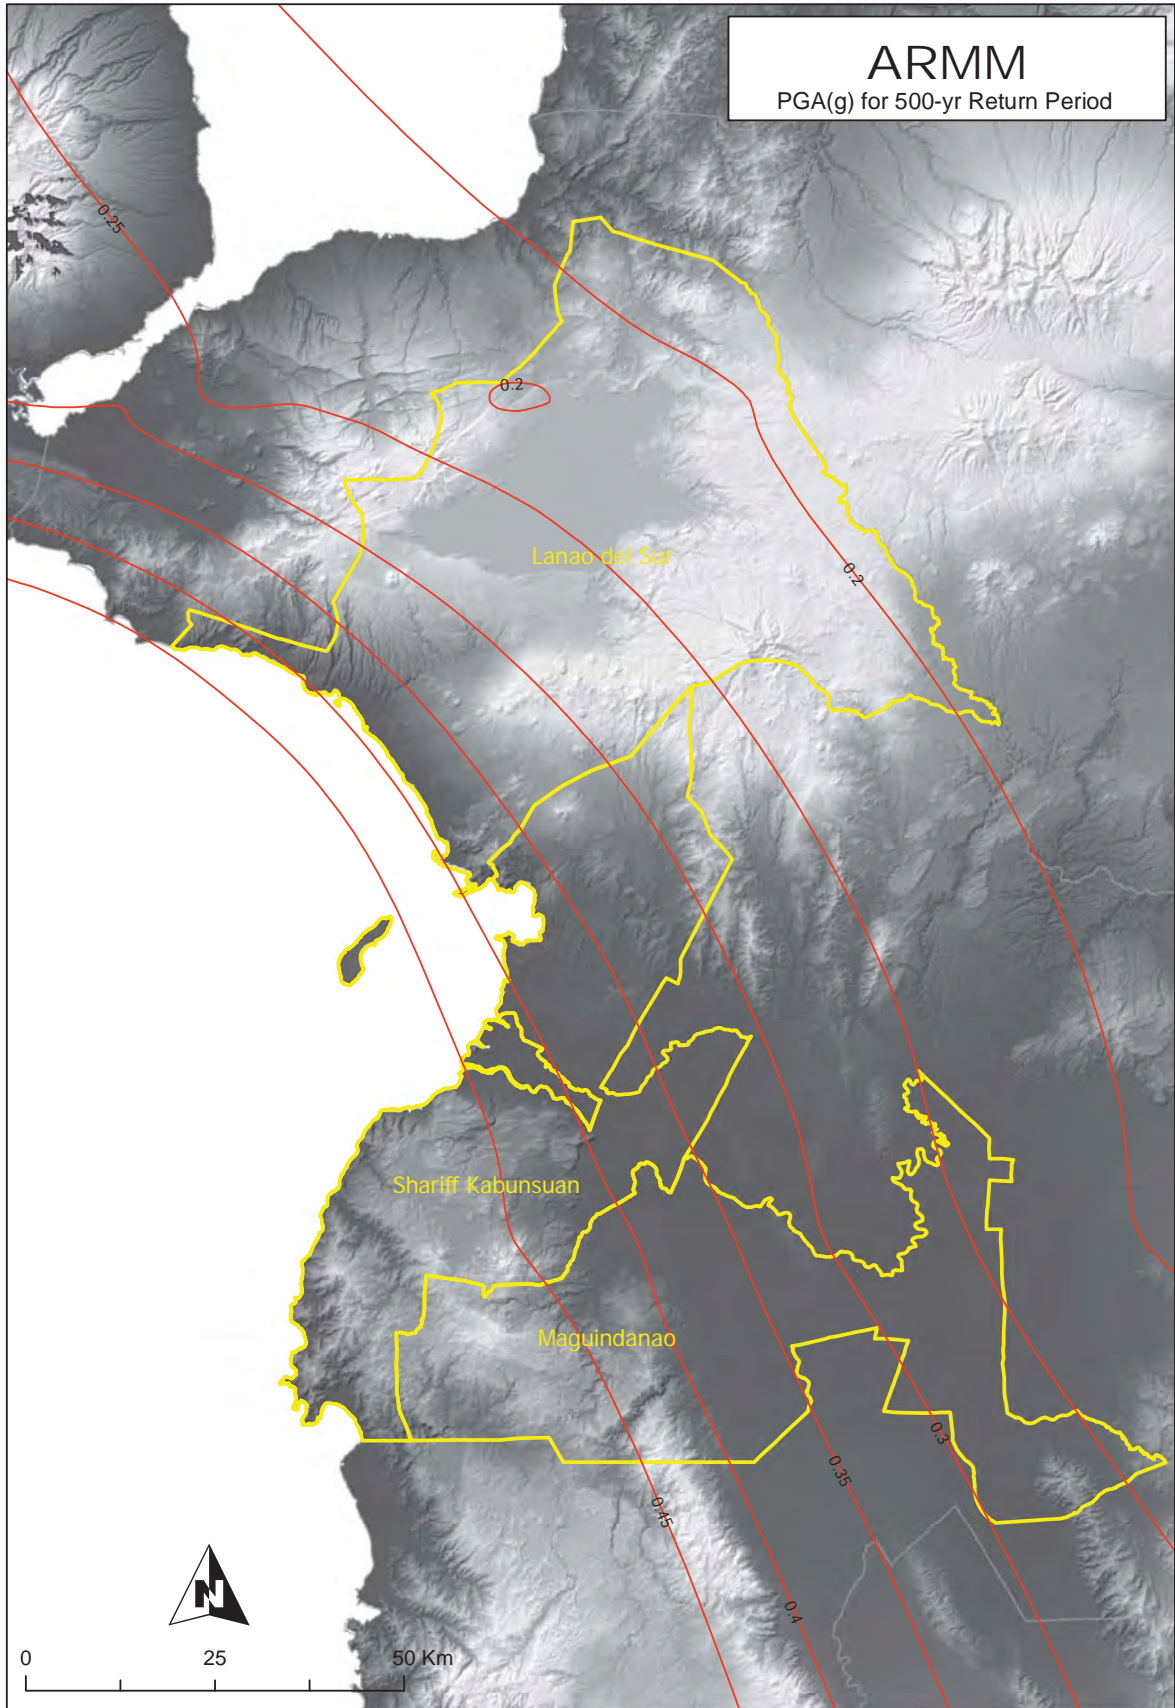 ARMM
PGA(g) for 500-yr Return Period
0.25
0.2
Lanao del Sur
0.2
Shariff Kabunsuan
Maguindanao
0.3
0.35
0.45
0.4
N
0 25 50 Km